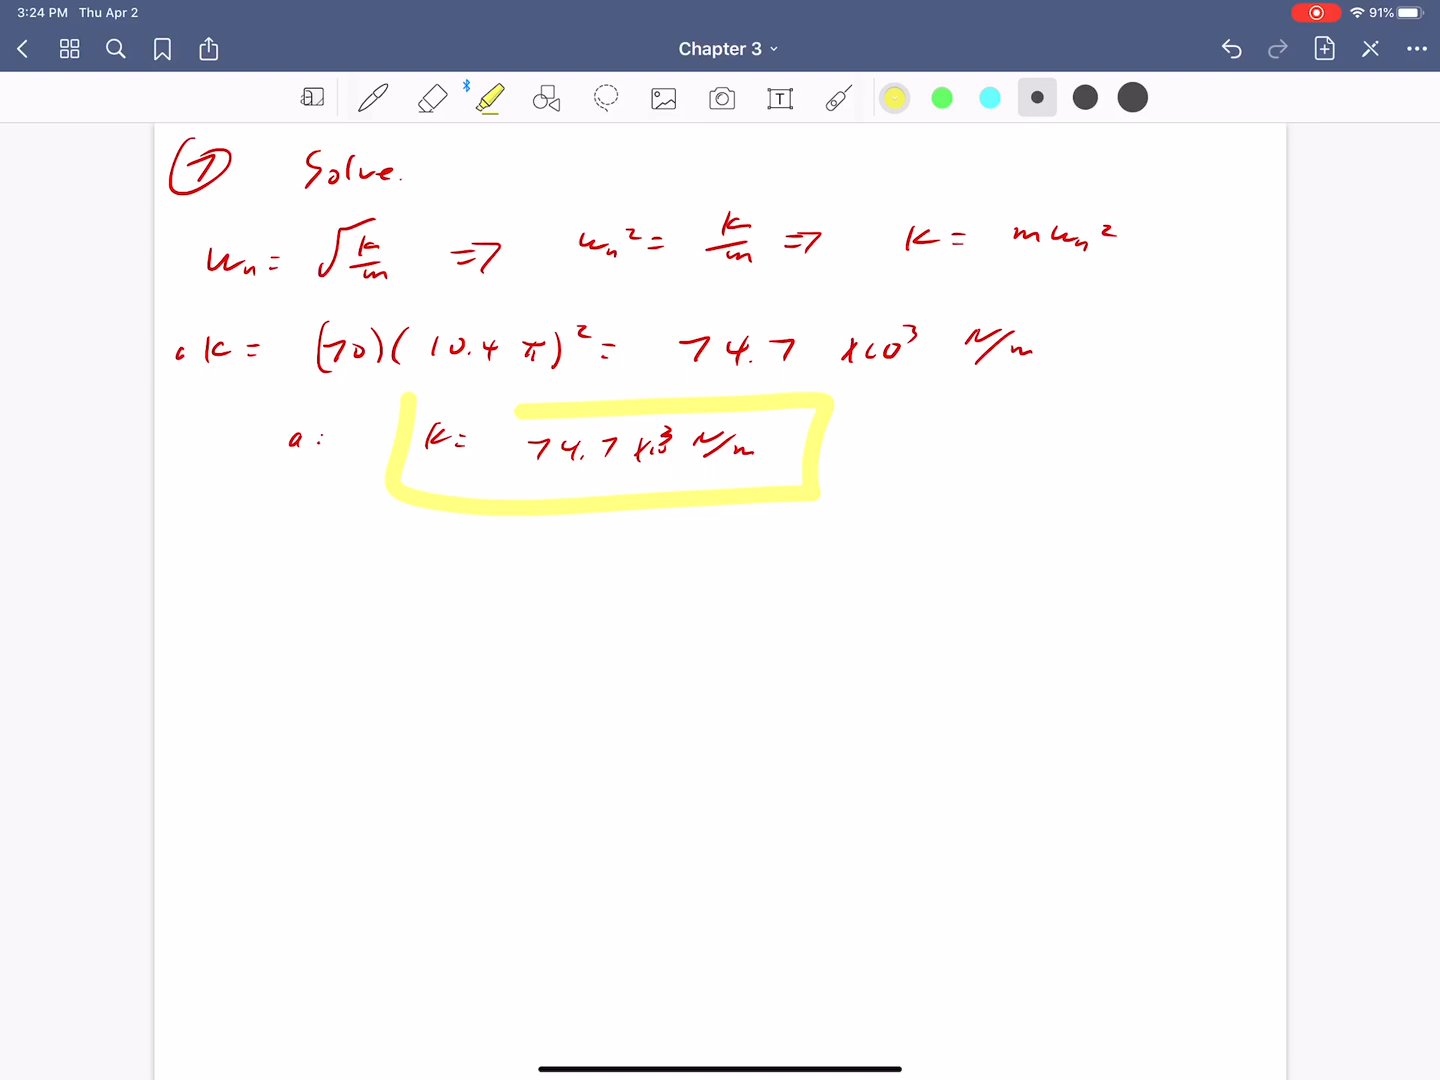 3:24 PM Thu Apr 2
91%
Chapter 3
⑦ Solve.
ωn = √(k/m) => ωn² = k/m => K = mωn²
• K = (70)(10.4 π)² = 74.7 x10³ N/m
a: K = 74.7 x10³ N/m